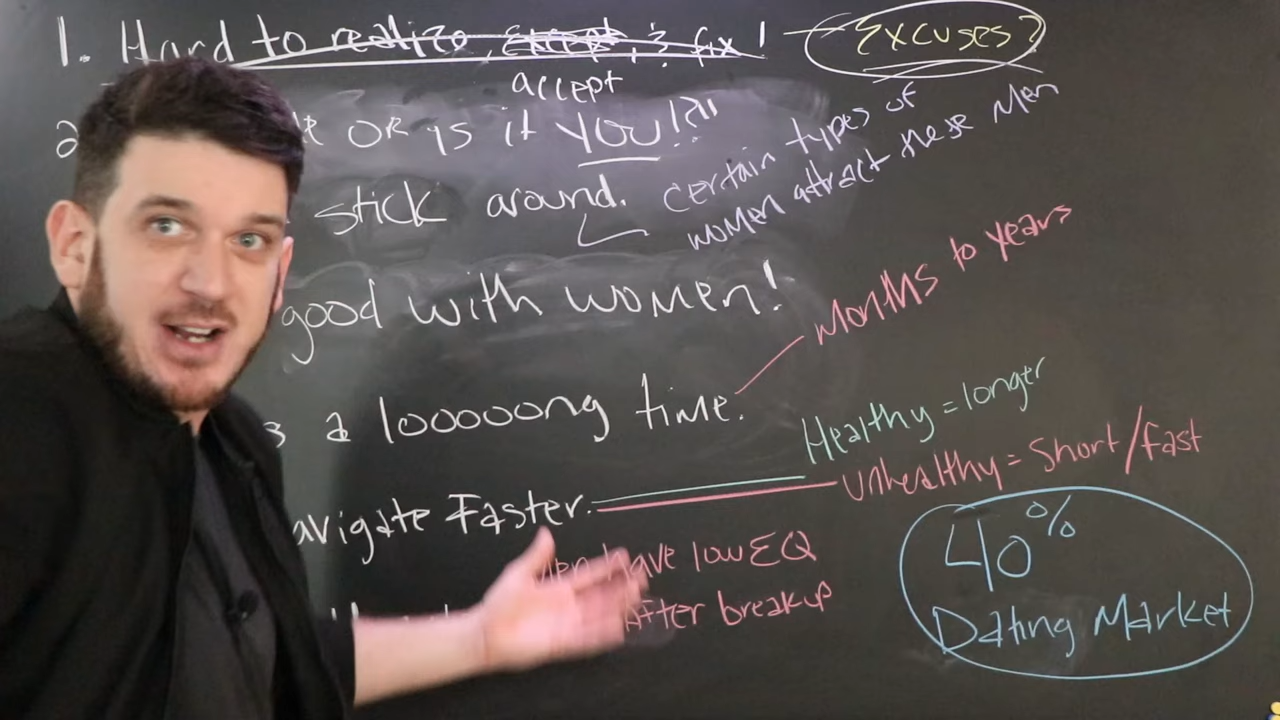 1. Hard to realize, except, & fix! Excuses?
accept
OR is it YOU!?!"
stick around.
certain types of
women attract these Men
good with women!
Months to years
a looooong time.
Healthy = longer
Unhealthy = Short/fast
avigate Faster.
have low EQ
After breakup
40%
Dating Market